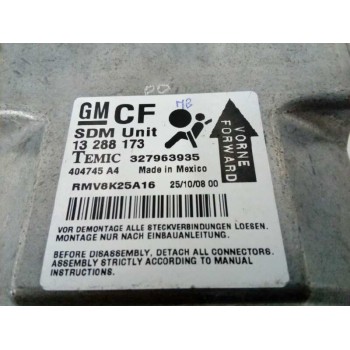 GM CF
SDM Unit
13 288 173
TEMIC 327963935
404745 A4 Made in Mexico
RMV8K25A16 25/10/08 00
VORNE
FORWARD
VOR DEMONTAGE ALLE STECKVERBINDUNGEN LOESEN.
MONTAGE NUR NACH EINBAUANLEITUNG.
BEFORE DISASSEMBLY, DETACH ALL CONNECTORS.
ASSEMBLY STRICTLY ACCORDING TO MANUAL
INSTRUCTIONS.